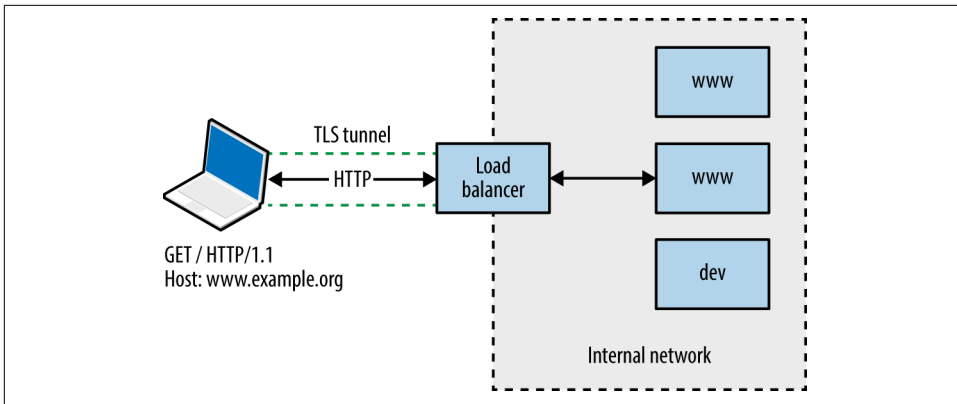 www
TLS tunnel
HTTP
Load
balancer
www
GET / HTTP/1.1
Host: www.example.org
dev
Internal network